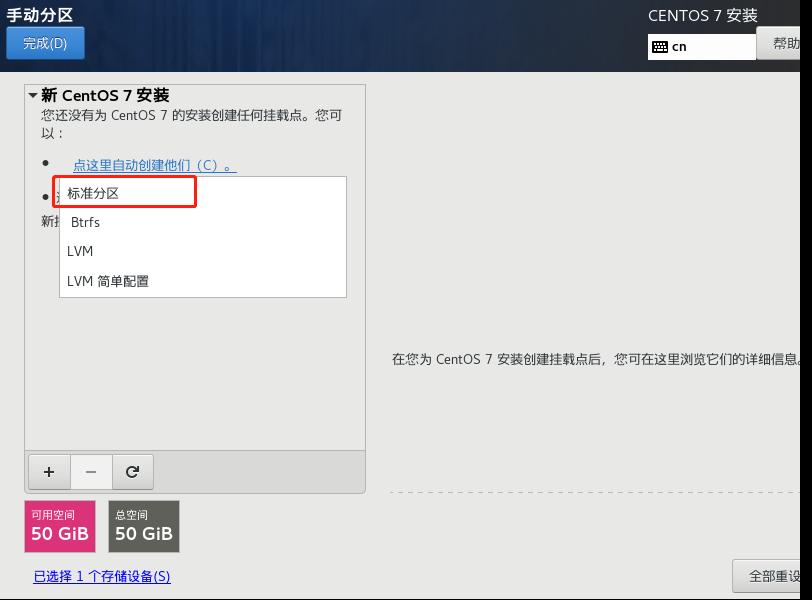 手动分区
CENTOS 7 安装
完成(D)
cn
帮助
新 CentOS 7 安装
您还没有为 CentOS 7 的安装创建任何挂载点。您可
以：
点这里自动创建他们（C）。
标准分区
新
Btrfs
LVM
LVM 简单配置
在您为 CentOS 7 安装创建挂载点后，您可在这里浏览它们的详细信息。
可用空间
50 GiB
总空间
50 GiB
已选择 1 个存储设备(S)
全部重设